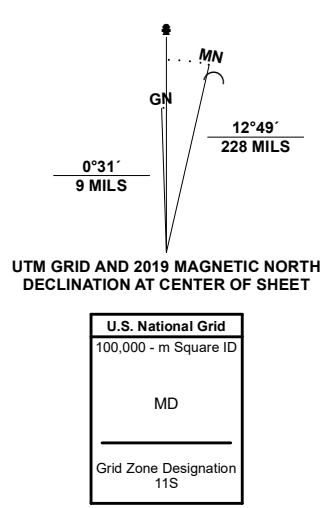 MN
GN
12°49´
228 MILS
0°31´
9 MILS
UTM GRID AND 2019 MAGNETIC NORTH
DECLINATION AT CENTER OF SHEET
U.S. National Grid
100,000 - m Square ID
MD
Grid Zone Designation
11S